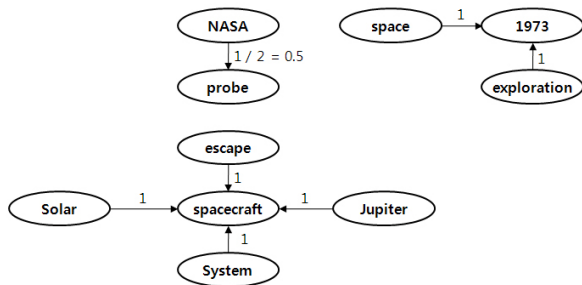 NASA
1 / 2 = 0.5
probe
space
1
1973
1
exploration
escape
1
Solar
1
spacecraft
1
Jupiter
1
System